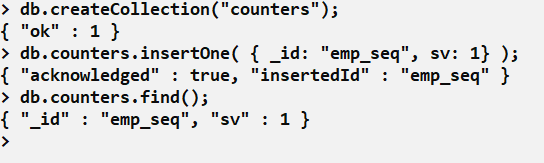 > db.createCollection("counters");
{ "ok" : 1 }
> db.counters.insertOne( { _id: "emp_seq", sv: 1} );
{ "acknowledged" : true, "insertedId" : "emp_seq" }
> db.counters.find();
{ "_id" : "emp_seq", "sv" : 1 }
>